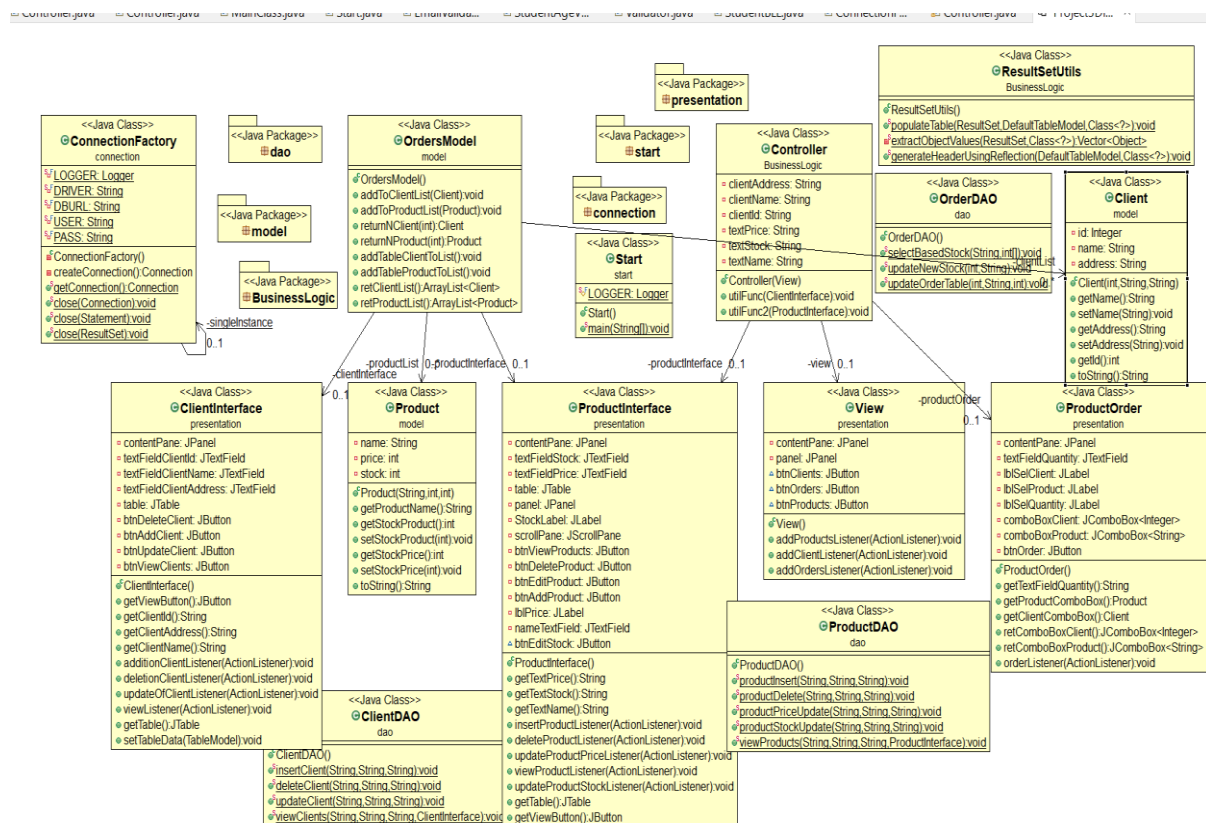 Controller.java Controller.java MainClass.java Start.java EmailValida... StudentAgeV... Validator.java StudentBLL.java ConnectionF... Controller.java Project3Di...
<<Java Class>>
ConnectionFactory
connection
LOGGER: Logger
DRIVER: String
DBURL: String
USER: String
PASS: String
ConnectionFactory()
createConnection():Connection
getConnection():Connection
close(Connection):void
close(Statement):void
close(ResultSet):void
-singleInstance
0..1
<<Java Package>>
dao
<<Java Package>>
model
<<Java Package>>
BusinessLogic
<<Java Class>>
OrdersModel
model
OrdersModel()
addToClientList(Client):void
addToProductList(Product):void
returnNClient(int):Client
returnNProduct(int):Product
addTableClientToList():void
addTableProductToList():void
retClientList():ArrayList<Client>
retProductList():ArrayList<Product>
<<Java Package>>
presentation
<<Java Package>>
start
<<Java Package>>
connection
<<Java Class>>
Start
start
LOGGER: Logger
Start()
main(String[]):void
<<Java Class>>
Controller
BusinessLogic
clientAddress: String
clientName: String
clientId: String
textPrice: String
textStock: String
textName: String
Controller(View)
utilFunc(ClientInterface):void
utilFunc2(ProductInterface):void
<<Java Class>>
ResultSetUtils
BusinessLogic
ResultSetUtils()
populateTable(ResultSet,DefaultTableModel,Class<?>):void
extractObjectValues(ResultSet,Class<?>):Vector<Object>
generateHeaderUsingReflection(DefaultTableModel,Class<?>):void
<<Java Class>>
OrderDAO
dao
OrderDAO()
selectBasedStock(String,int[]):void
updateNewStock(int,String):void
updateOrderTable(int,String,int):void
-clientList
<<Java Class>>
Client
model
id: Integer
name: String
address: String
Client(int,String,String)
getName():String
setName(String):void
getAddress():String
setAddress(String):void
getId():int
toString():String
-clientInterface
0..1
-productList
-productInterface 0..1
-productInterface 0..1
-view 0..1
-productOrder
0..1
<<Java Class>>
ClientInterface
presentation
contentPane: JPanel
textFieldClientId: JTextField
textFieldClientName: JTextField
textFieldClientAddress: JTextField
table: JTable
btnDeleteClient: JButton
btnAddClient: JButton
btnUpdateClient: JButton
btnViewClients: JButton
ClientInterface()
getViewButton():JButton
getClientId():String
getClientAddress():String
getClientName():String
additionClientListener(ActionListener):void
deletionClientListener(ActionListener):void
updateOfClientListener(ActionListener):void
viewListener(ActionListener):void
getTable():JTable
setTableData(TableModel):void
<<Java Class>>
Product
model
name: String
price: int
stock: int
Product(String,int,int)
getProductName():String
getStockProduct():int
setStockProduct(int):void
getStockPrice():int
setStockPrice(int):void
toString():String
<<Java Class>>
ProductInterface
presentation
contentPane: JPanel
textFieldStock: JTextField
textFieldPrice: JTextField
table: JTable
panel: JPanel
StockLabel: JLabel
scrollPane: JScrollPane
btnViewProducts: JButton
btnDeleteProduct: JButton
btnEditProduct: JButton
btnAddProduct: JButton
lblPrice: JLabel
nameTextField: JTextField
btnEditStock: JButton
ProductInterface()
getTextPrice():String
getTextStock():String
getTextName():String
insertProductListener(ActionListener):void
deleteProductListener(ActionListener):void
updateProductPriceListener(ActionListener):void
viewProductListener(ActionListener):void
updateProductStockListener(ActionListener):void
getTable():JTable
getViewButton():JButton
<<Java Class>>
View
presentation
contentPane: JPanel
panel: JPanel
btnClients: JButton
btnOrders: JButton
btnProducts: JButton
View()
addProductsListener(ActionListener):void
addClientListener(ActionListener):void
addOrdersListener(ActionListener):void
<<Java Class>>
ProductOrder
presentation
contentPane: JPanel
textFieldQuantity: JTextField
lblSelClient: JLabel
lblSelProduct: JLabel
lblSelQuantity: JLabel
comboBoxClient: JComboBox<Integer>
comboBoxProduct: JComboBox<String>
btnOrder: JButton
ProductOrder()
getTextFieldQuantity():String
getProductComboBox():Product
getClientComboBox():Client
retComboBoxClient():JComboBox<Integer>
retComboBoxProduct():JComboBox<String>
orderListener(ActionListener):void
<<Java Class>>
ClientDAO
dao
ClientDAO()
insertClient(String,String,String):void
deleteClient(String,String,String):void
updateClient(String,String,String):void
viewClients(String,String,String,ClientInterface):void
<<Java Class>>
ProductDAO
dao
ProductDAO()
productInsert(String,String,String):void
productDelete(String,String,String):void
productPriceUpdate(String,String,String):void
productStockUpdate(String,String,String):void
viewProducts(String,String,String,ProductInterface):void